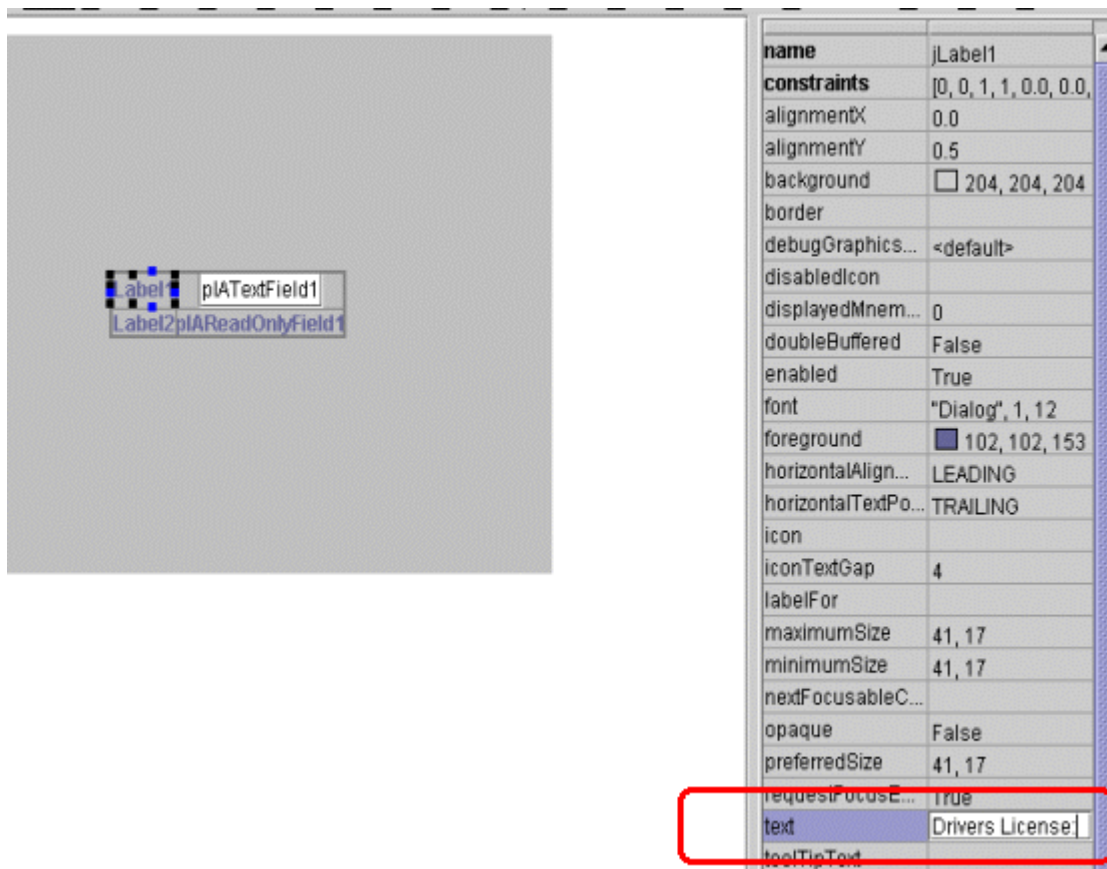 Label1 plATextField1
Label2plAReadOnlyField1
name jLabel1
constraints [0, 0, 1, 1, 0.0, 0.0,
alignmentX 0.0
alignmentY 0.5
background 204, 204, 204
border
debugGraphics... <default>
disabledIcon
displayedMnem... 0
doubleBuffered False
enabled True
font "Dialog", 1, 12
foreground 102, 102, 153
horizontalAlign... LEADING
horizontalTextPo... TRAILING
icon
iconTextGap 4
labelFor
maximumSize 41, 17
minimumSize 41, 17
nextFocusableC...
opaque False
preferredSize 41, 17
requestFocusE... True
text Drivers License:
toolTipText